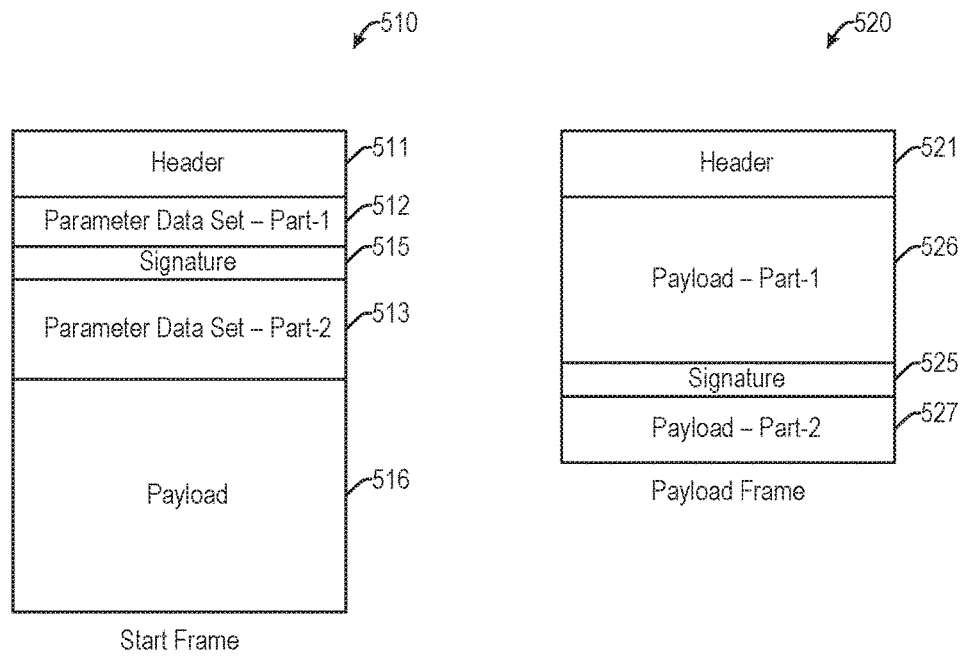 510
Header
511
Parameter Data Set – Part-1
512
Signature
515
Parameter Data Set – Part-2
513
Payload
516
Start Frame
520
Header
521
Payload – Part-1
526
Signature
525
Payload – Part-2
527
Payload Frame